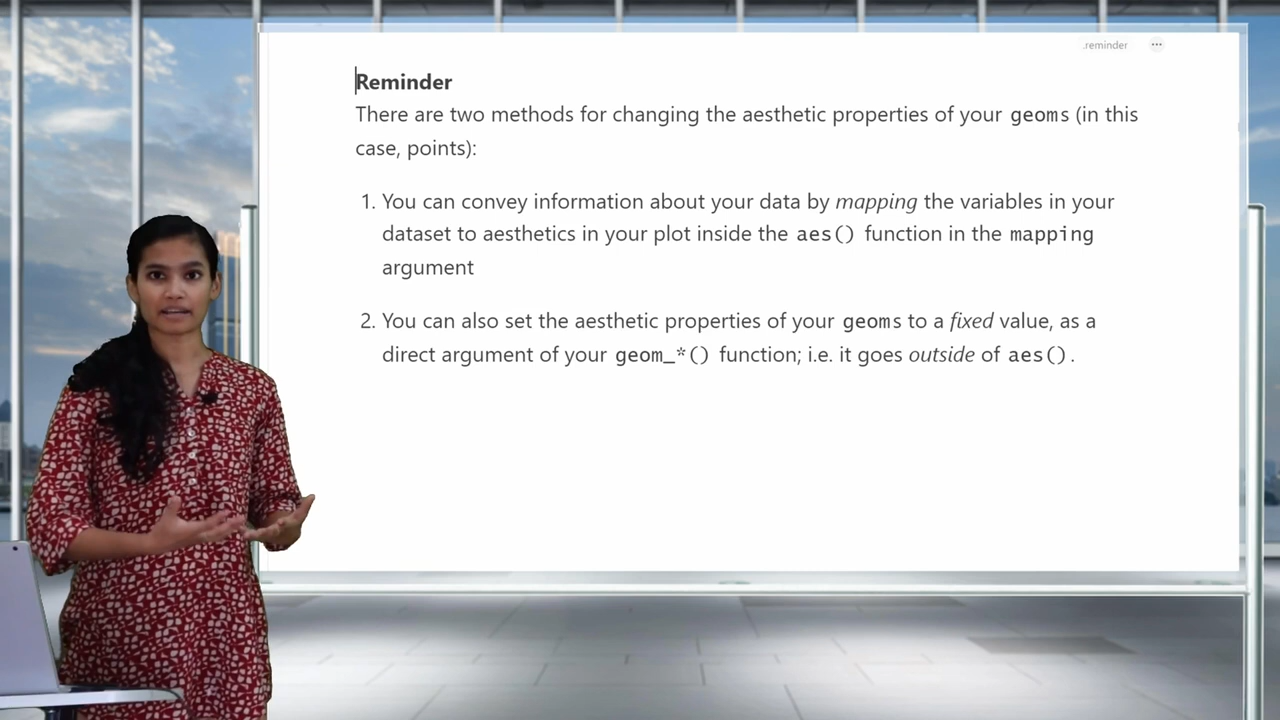 .reminder
Reminder
There are two methods for changing the aesthetic properties of your geoms (in this
case, points):
1. You can convey information about your data by mapping the variables in your
dataset to aesthetics in your plot inside the aes() function in the mapping
argument
2. You can also set the aesthetic properties of your geoms to a fixed value, as a
direct argument of your geom_*() function; i.e. it goes outside of aes().